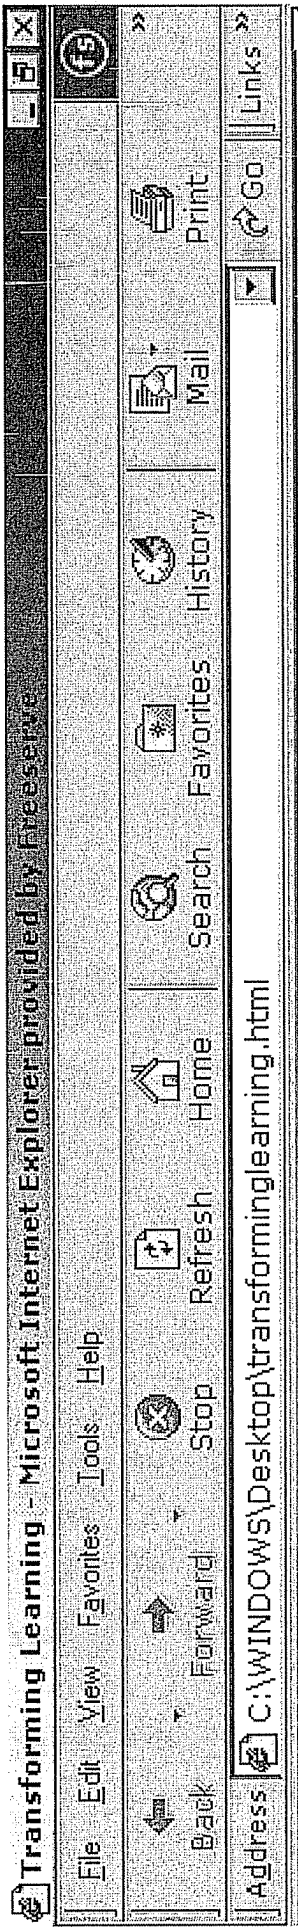 Transforming Learning - Microsoft Internet Explorer provided by Freeserve
File Edit View Favorites Tools Help
fs
Back Forward Stop Refresh Home Search Favorites History Mail Print »
Address C:\WINDOWS\Desktop\transforminglearning.html Go Links »